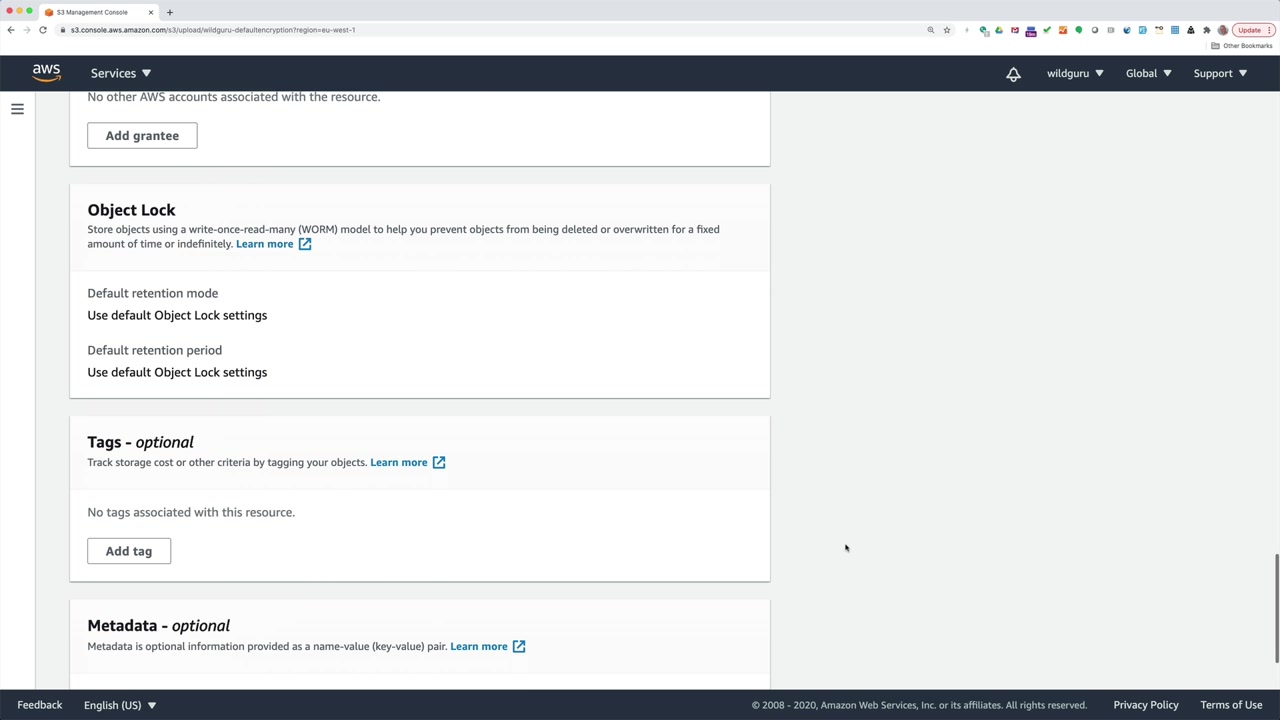 S3 Management Console
s3.console.aws.amazon.com/s3/upload/wildguru-defaultencryption?region=eu-west-1
Update
Other Bookmarks
aws
Services
wildguru
Global
Support
No other AWS accounts associated with the resource.
Add grantee
Object Lock
Store objects using a write-once-read-many (WORM) model to help you prevent objects from being deleted or overwritten for a fixed
amount of time or indefinitely. Learn more
Default retention mode
Use default Object Lock settings
Default retention period
Use default Object Lock settings
Tags - optional
Track storage cost or other criteria by tagging your objects. Learn more
No tags associated with this resource.
Add tag
Metadata - optional
Metadata is optional information provided as a name-value (key-value) pair. Learn more
Feedback
English (US)
© 2008 - 2020, Amazon Web Services, Inc. or its affiliates. All rights reserved.
Privacy Policy
Terms of Use